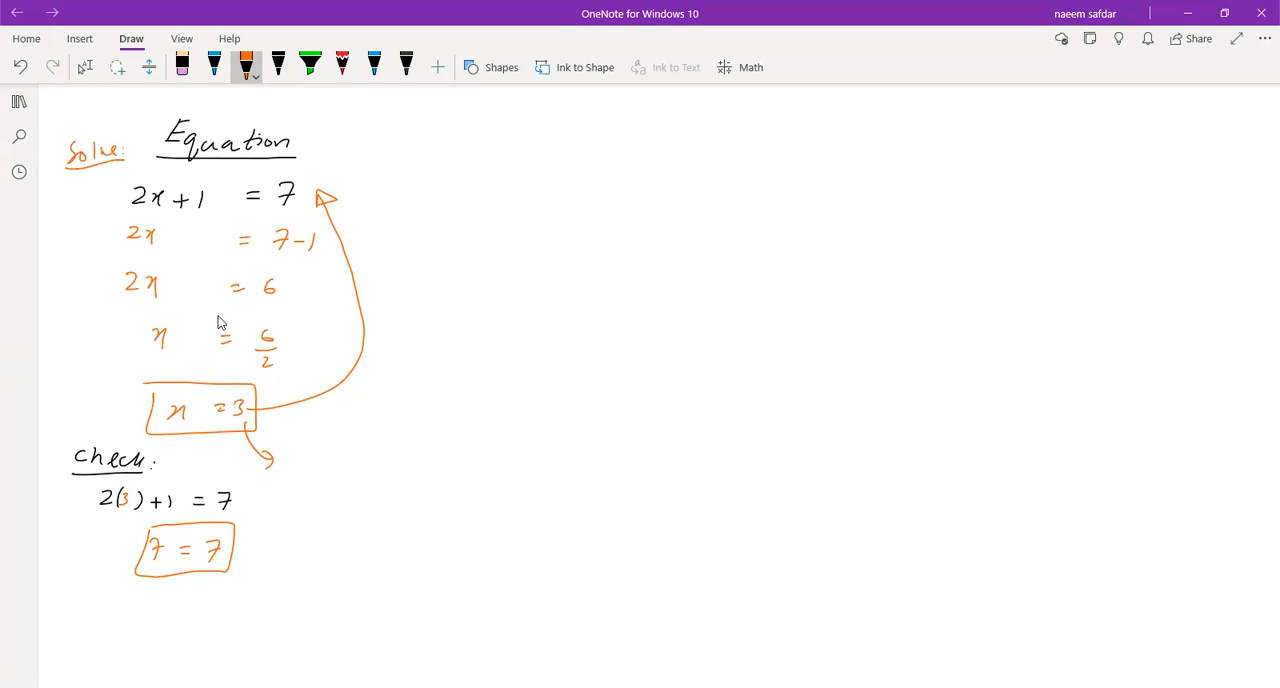 OneNote for Windows 10
naeem safdar
Home Insert Draw View Help
Share
Shapes Ink to Shape Ink to Text Math
Solve: Equation
2x+1 = 7
2x = 7-1
2x = 6
x = 6/2
x = 3
Check:
2(3)+1 = 7
7 = 7